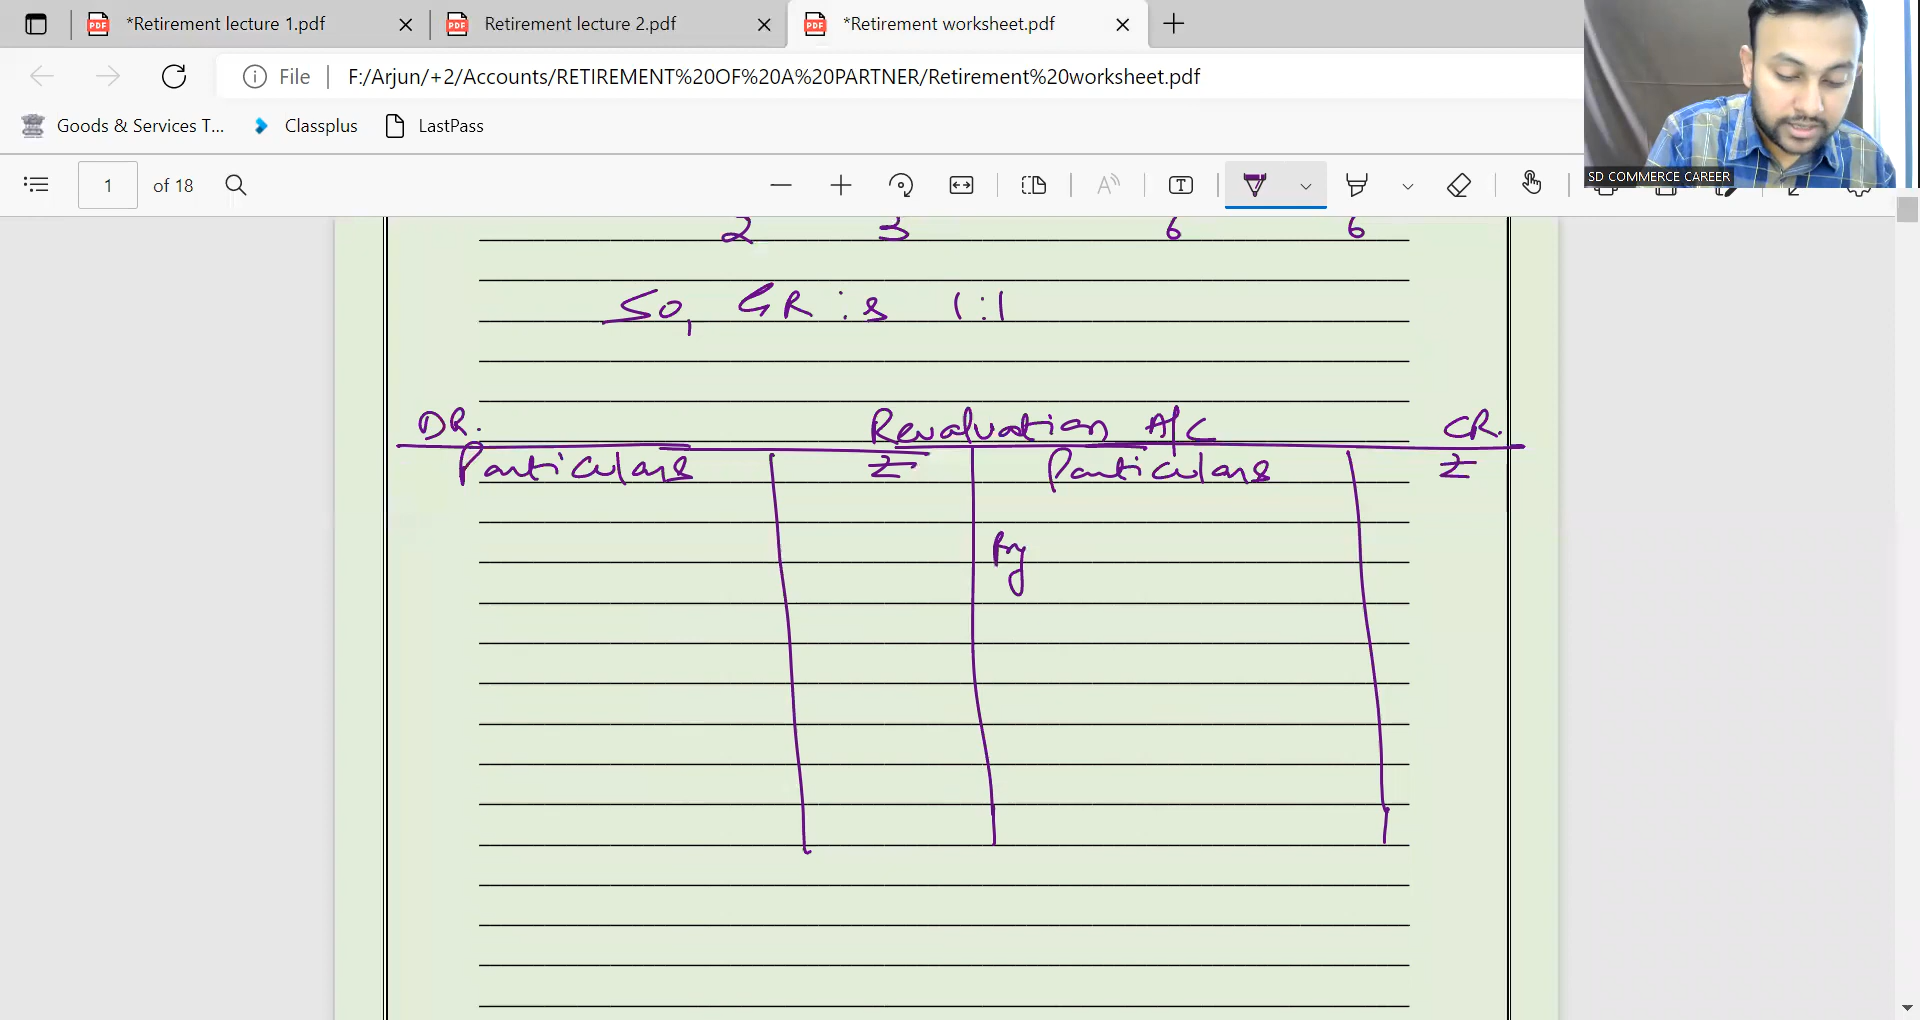 *Retirement lecture 1.pdf Retirement lecture 2.pdf *Retirement worksheet.pdf
File F:/Arjun/+2/Accounts/RETIREMENT%20OF%20A%20PARTNER/Retirement%20worksheet.pdf
Goods & Services T... Classplus LastPass
SD COMMERCE CAREER
1 of 18
2 3 6 6
So, GR is 1:1
DR. Revaluation A/C CR.
Particulars ₹ Particulars ₹
By